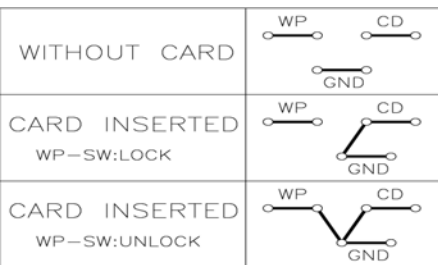 WITHOUT CARD
WP CD
GND
CARD INSERTED
WP-SW:LOCK
WP CD
GND
CARD INSERTED
WP-SW:UNLOCK
WP CD
GND